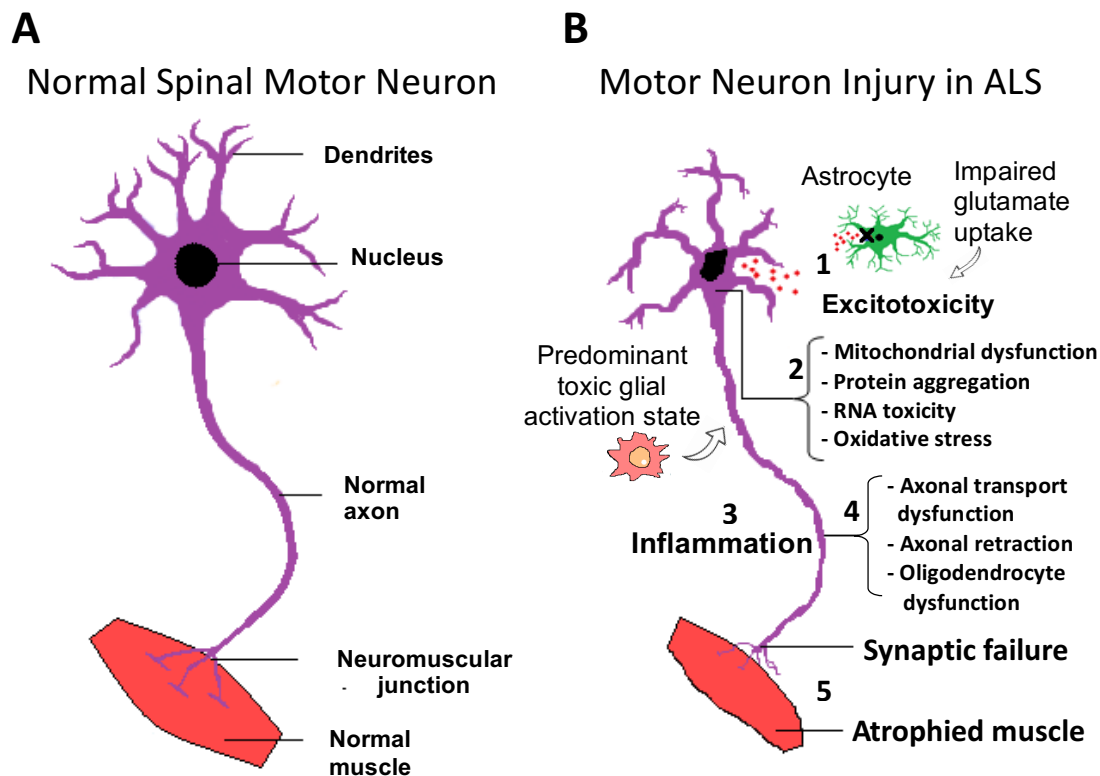 A
Normal Spinal Motor Neuron
Dendrites
Nucleus
Normal
axon
Neuromuscular
junction
Normal
muscle
B
Motor Neuron Injury in ALS
Astrocyte
Impaired
glutamate
uptake
1
Excitotoxicity
Predominant
toxic glial
activation state
2
- Mitochondrial dysfunction
- Protein aggregation
- RNA toxicity
- Oxidative stress
3
Inflammation
4
- Axonal transport
dysfunction
- Axonal retraction
- Oligodendrocyte
dysfunction
Synaptic failure
5
Atrophied muscle